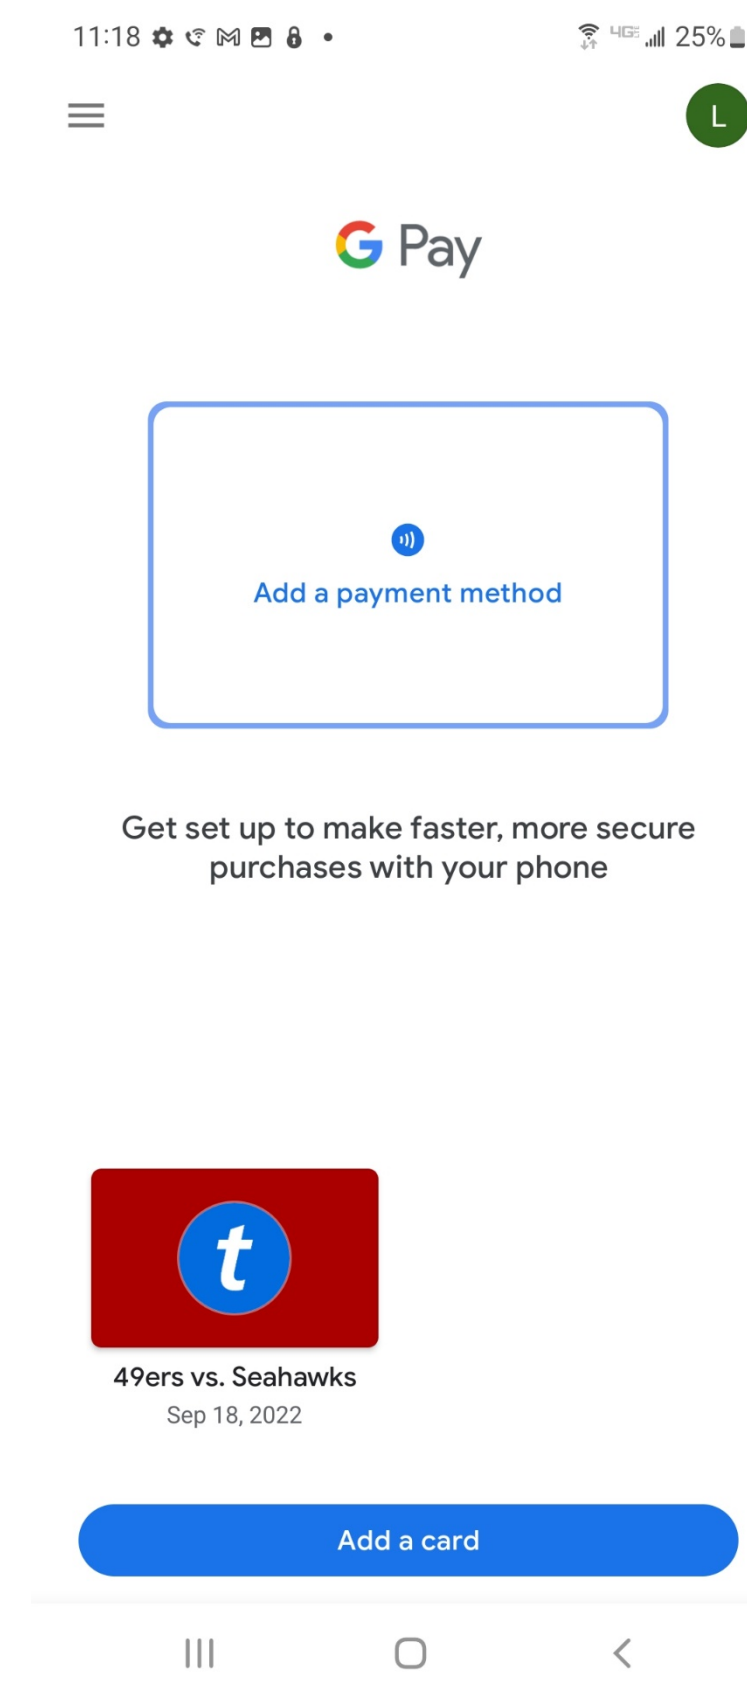 11:18
4GE 25%
L
G Pay
Add a payment method
Get set up to make faster, more secure
purchases with your phone
t
49ers vs. Seahawks
Sep 18, 2022
Add a card